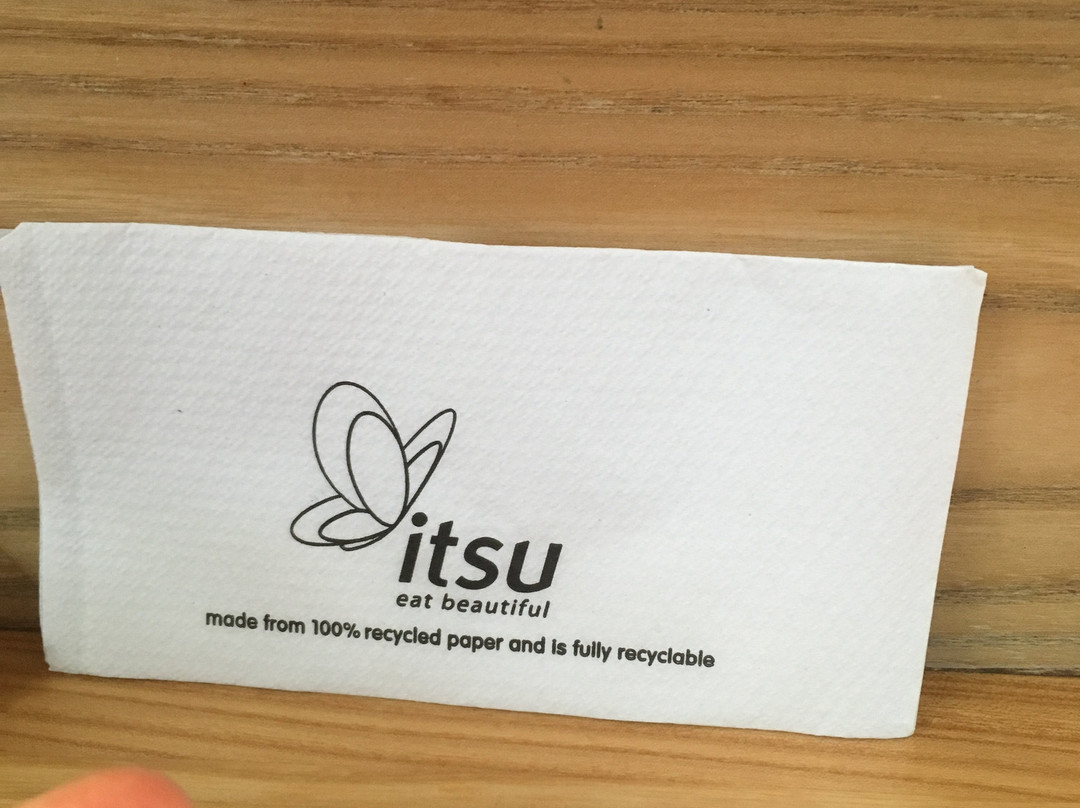 itsu
eat beautiful
made from 100% recycled paper and is fully recyclable